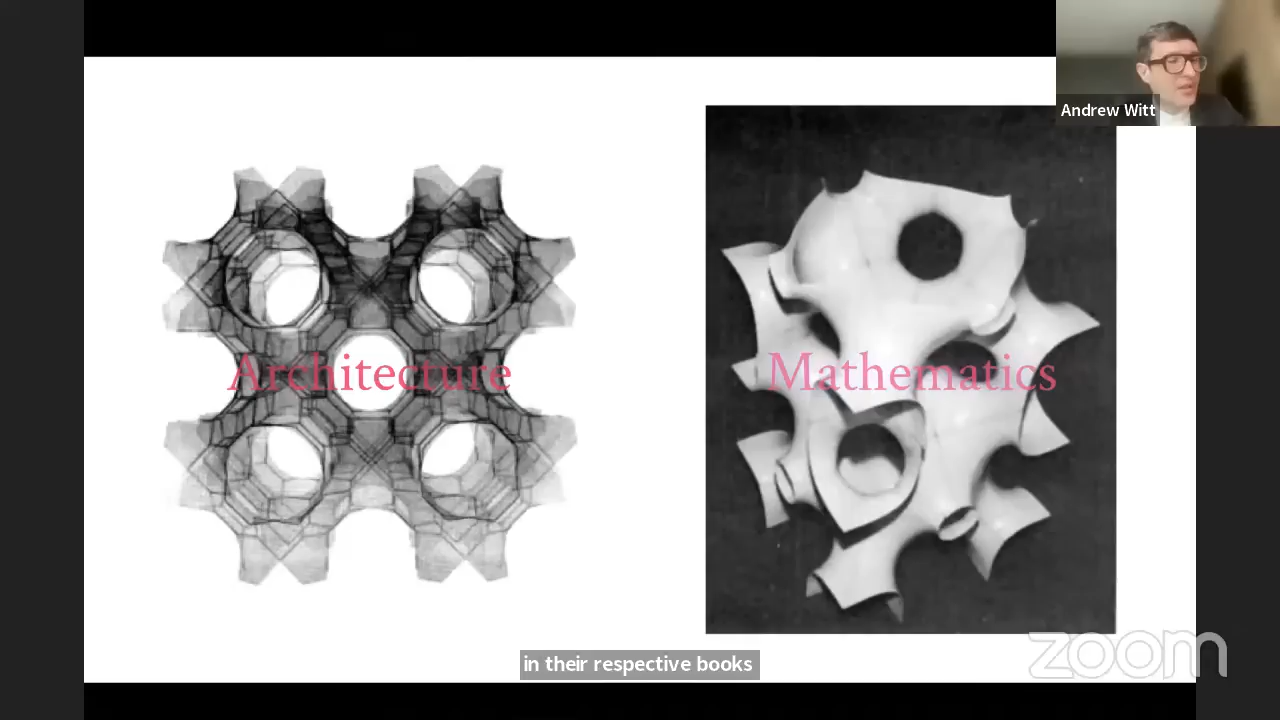 Andrew Witt
Architecture
Mathematics
in their respective books
zoom